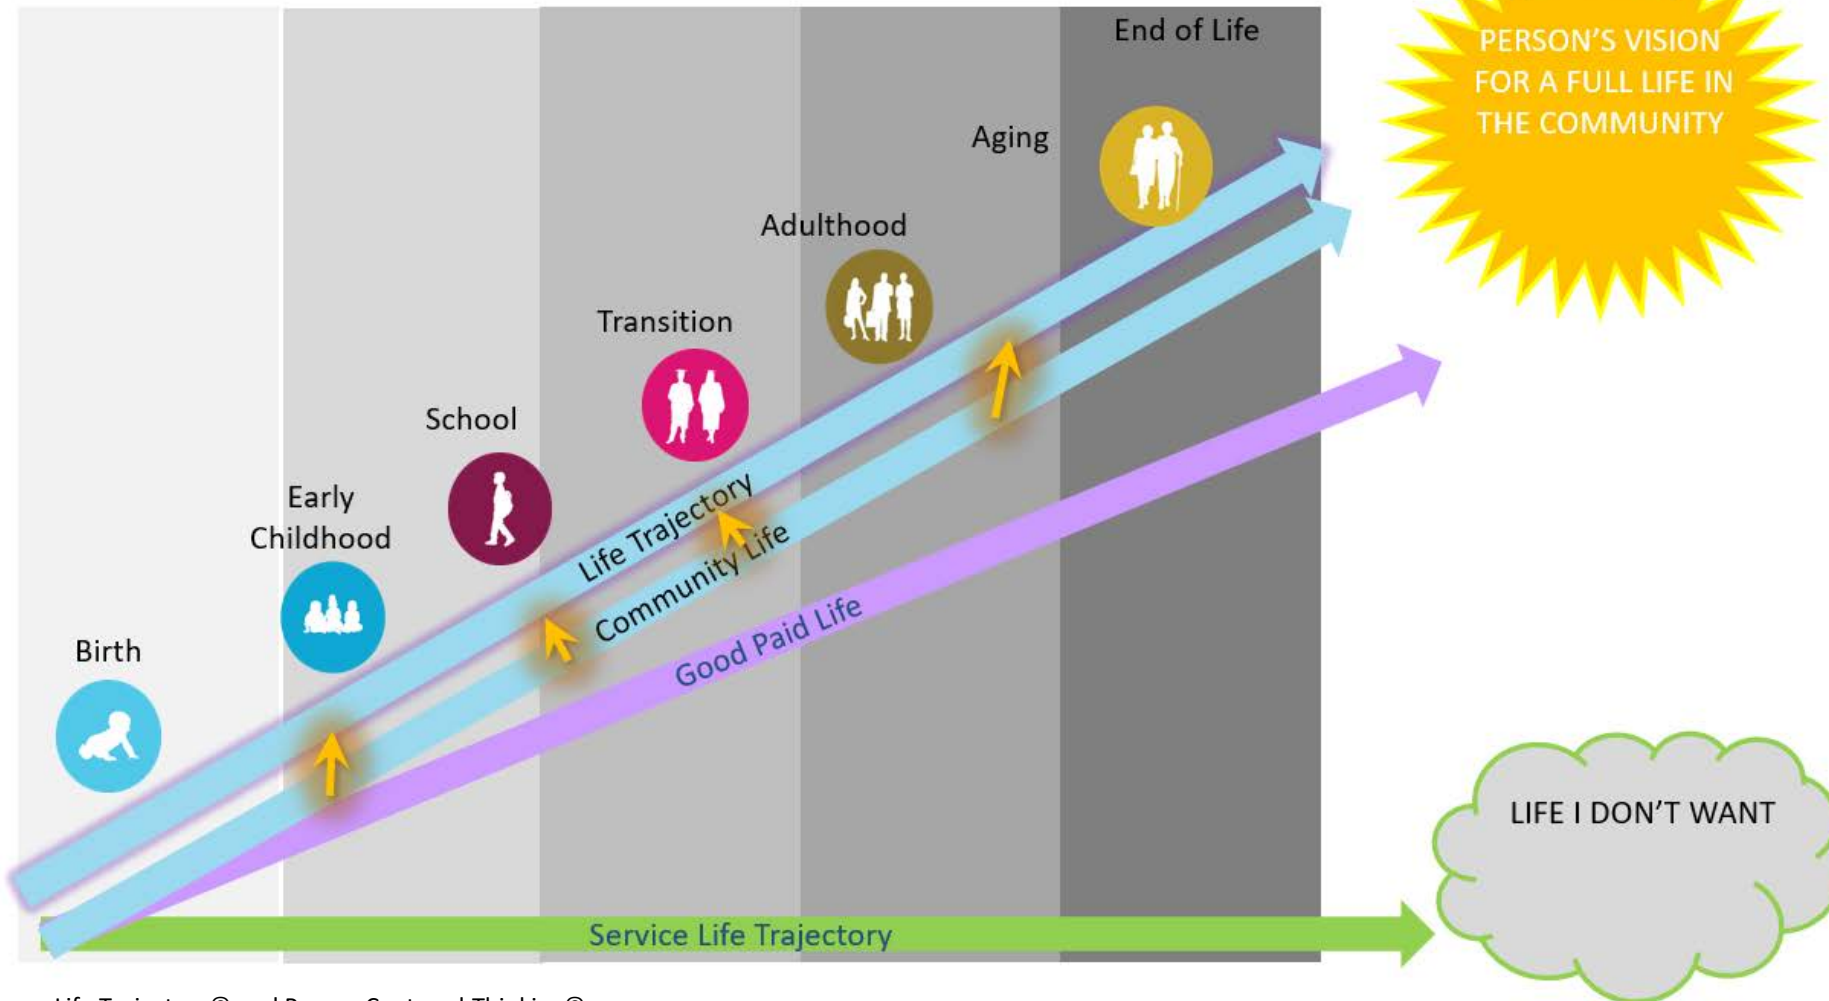 End of Life
PERSON'S VISION
FOR A FULL LIFE IN
THE COMMUNITY
Aging
Adulthood
Transition
School
Early
Childhood
Birth
Life Trajectory
Community Life
Good Paid Life
LIFE I DON'T WANT
Service Life Trajectory